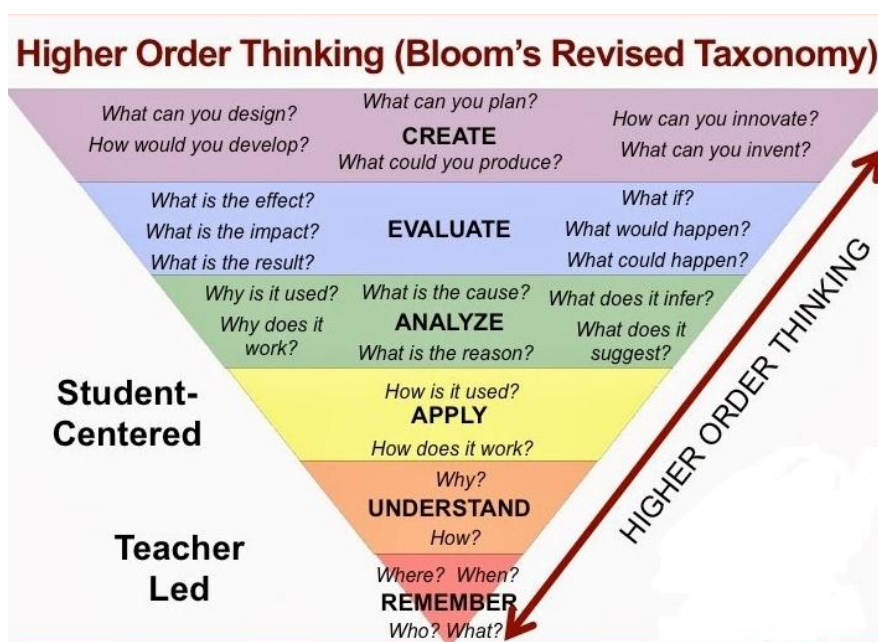 Higher Order Thinking (Bloom's Revised Taxonomy)
What can you design?
How would you develop?
What can you plan?
CREATE
What could you produce?
How can you innovate?
What can you invent?
What is the effect?
What is the impact?
What is the result?
EVALUATE
What if?
What would happen?
What could happen?
Why is it used?
Why does it
work?
What is the cause?
ANALYZE
What is the reason?
What does it infer?
What does it
suggest?
Student-
Centered
How is it used?
APPLY
How does it work?
Why?
UNDERSTAND
How?
Teacher
Led
Where? When?
REMEMBER
Who? What?
HIGHER ORDER THINKING